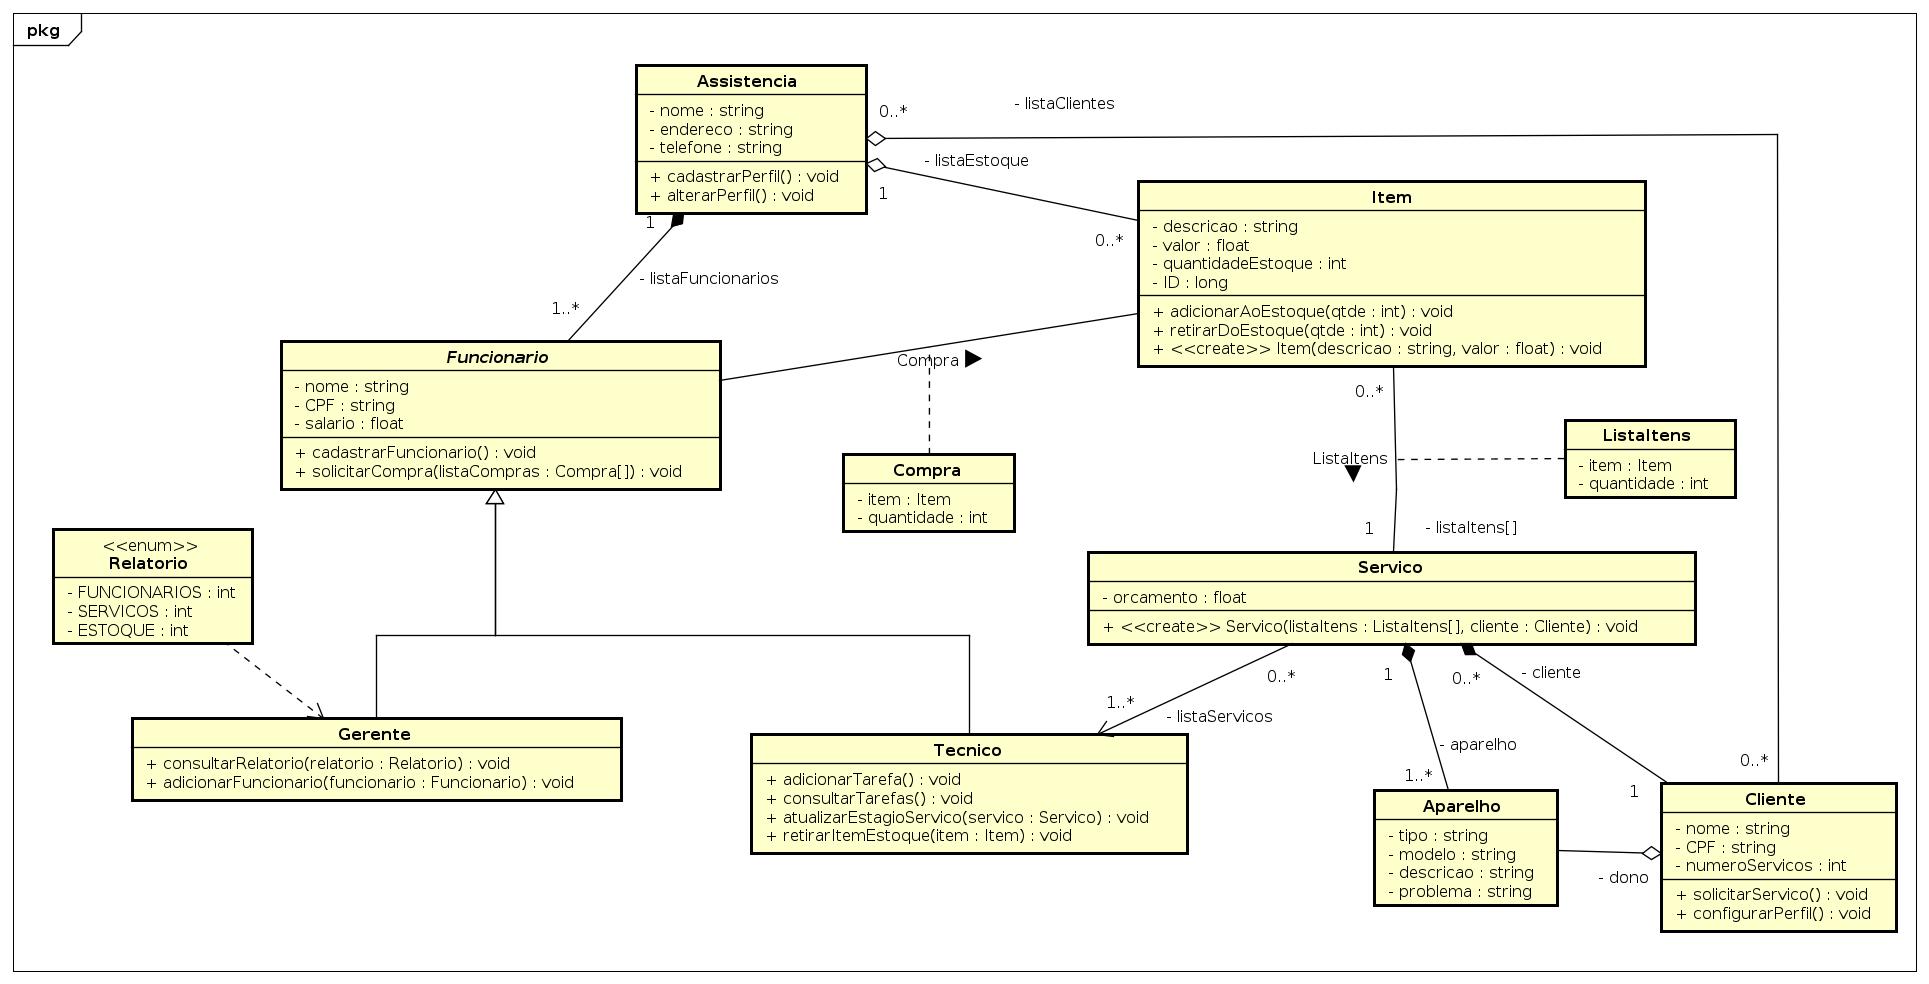 pkg
Assistencia
- nome : string
- endereco : string
- telefone : string
+ cadastrarPerfil() : void
+ alterarPerfil() : void
0..*
- listaClientes
- listaEstoque
1
0..*
1
- listaFuncionarios
1..*
Item
- descricao : string
- valor : float
- quantidadeEstoque : int
- ID : long
+ adicionarAoEstoque(qtde : int) : void
+ retirarDoEstoque(qtde : int) : void
+ <<create>> Item(descricao : string, valor : float) : void
Funcionario
- nome : string
- CPF : string
- salario : float
+ cadastrarFuncionario() : void
+ solicitarCompra(listaCompras : Compra[]) : void
Compra
Compra
- item : Item
- quantidade : int
0..*
ListaItens
1
- listaItens[]
ListaItens
- item : Item
- quantidade : int
<<enum>>
Relatorio
- FUNCIONARIOS : int
- SERVICOS : int
- ESTOQUE : int
Servico
- orcamento : float
+ <<create>> Servico(listaItens : ListaItens[], cliente : Cliente) : void
0..*
1..*
- listaServicos
1
- aparelho
1..*
0..*
- cliente
1
0..*
Gerente
+ consultarRelatorio(relatorio : Relatorio) : void
+ adicionarFuncionario(funcionario : Funcionario) : void
Tecnico
+ adicionarTarefa() : void
+ consultarTarefas() : void
+ atualizarEstagioServico(servico : Servico) : void
+ retirarItemEstoque(item : Item) : void
Aparelho
- tipo : string
- modelo : string
- descricao : string
- problema : string
- dono
Cliente
- nome : string
- CPF : string
- numeroServicos : int
+ solicitarServico() : void
+ configurarPerfil() : void